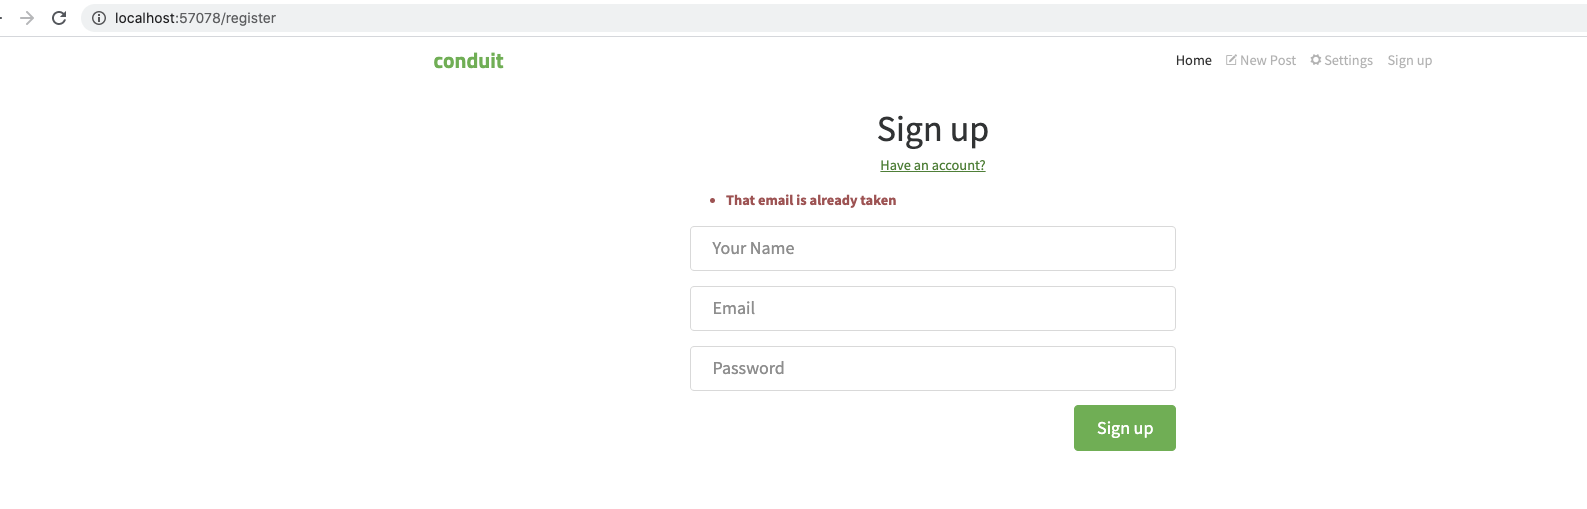 localhost:57078/register
conduit
Home New Post Settings Sign up
Sign up
Have an account?
That email is already taken
Your Name
Email
Password
Sign up